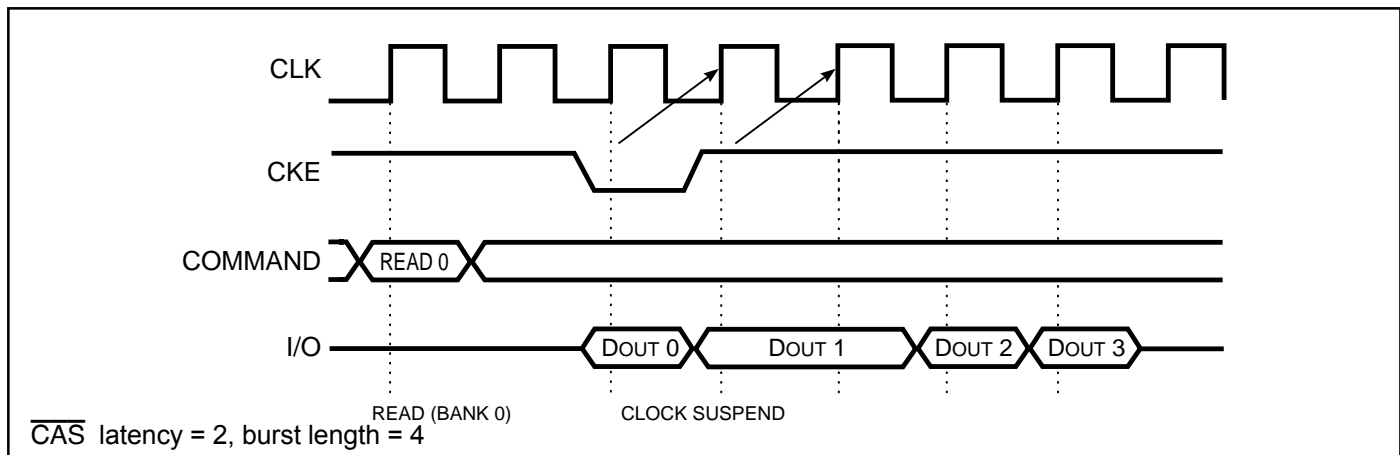 CLK
CKE
COMMAND
READ 0
I/O
DOUT 0
DOUT 1
DOUT 2
DOUT 3
READ (BANK 0)
CLOCK SUSPEND
CAS latency = 2, burst length = 4